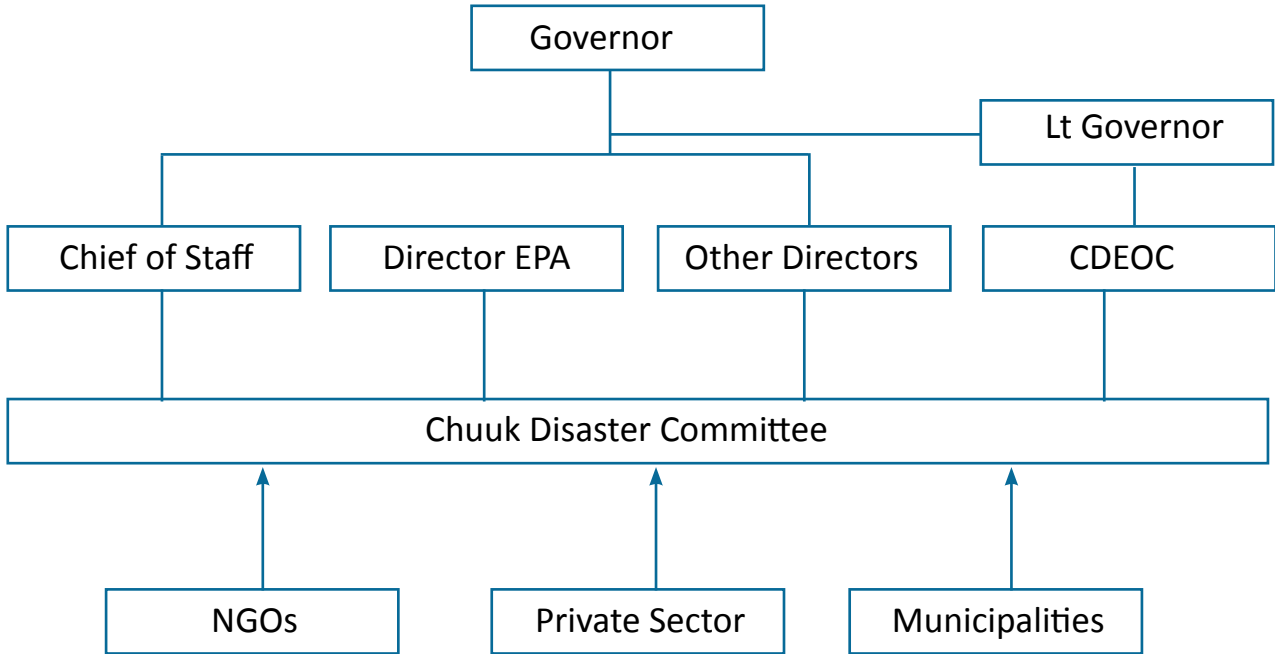 Governor
Lt Governor
Chief of Staff
Director EPA
Other Directors
CDEOC
Chuuk Disaster Committee
NGOs
Private Sector
Municipalities